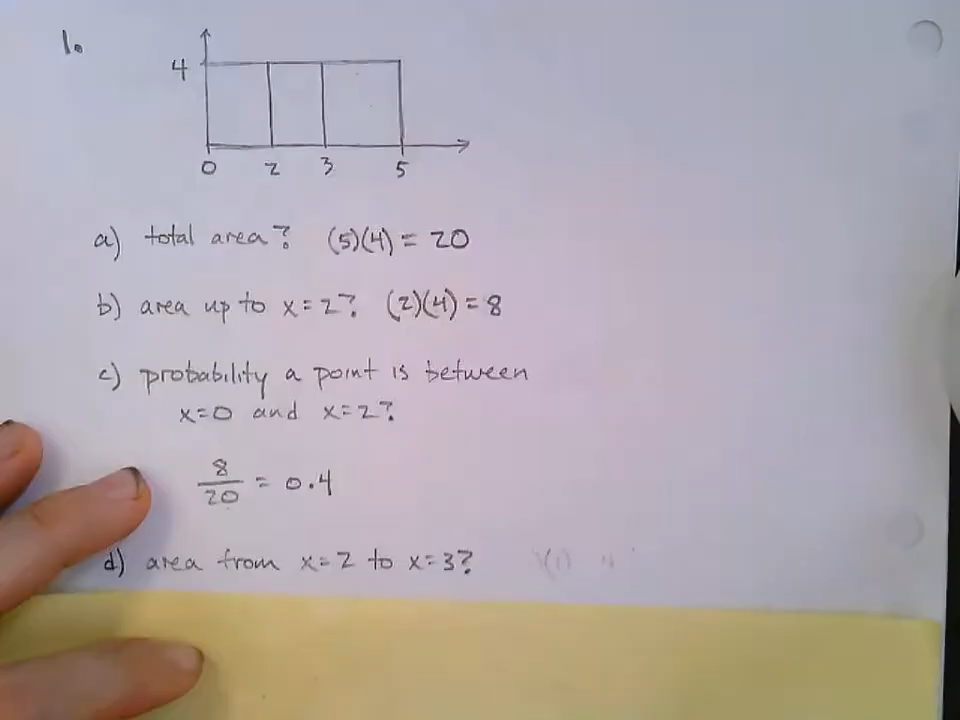 1.
4
0 2 3 5
a) total area? (5)(4) = 20
b) area up to x=2? (2)(4) = 8
c) probability a point is between
x=0 and x=2?
8
20
= 0.4
d) area from x=2 to x=3?